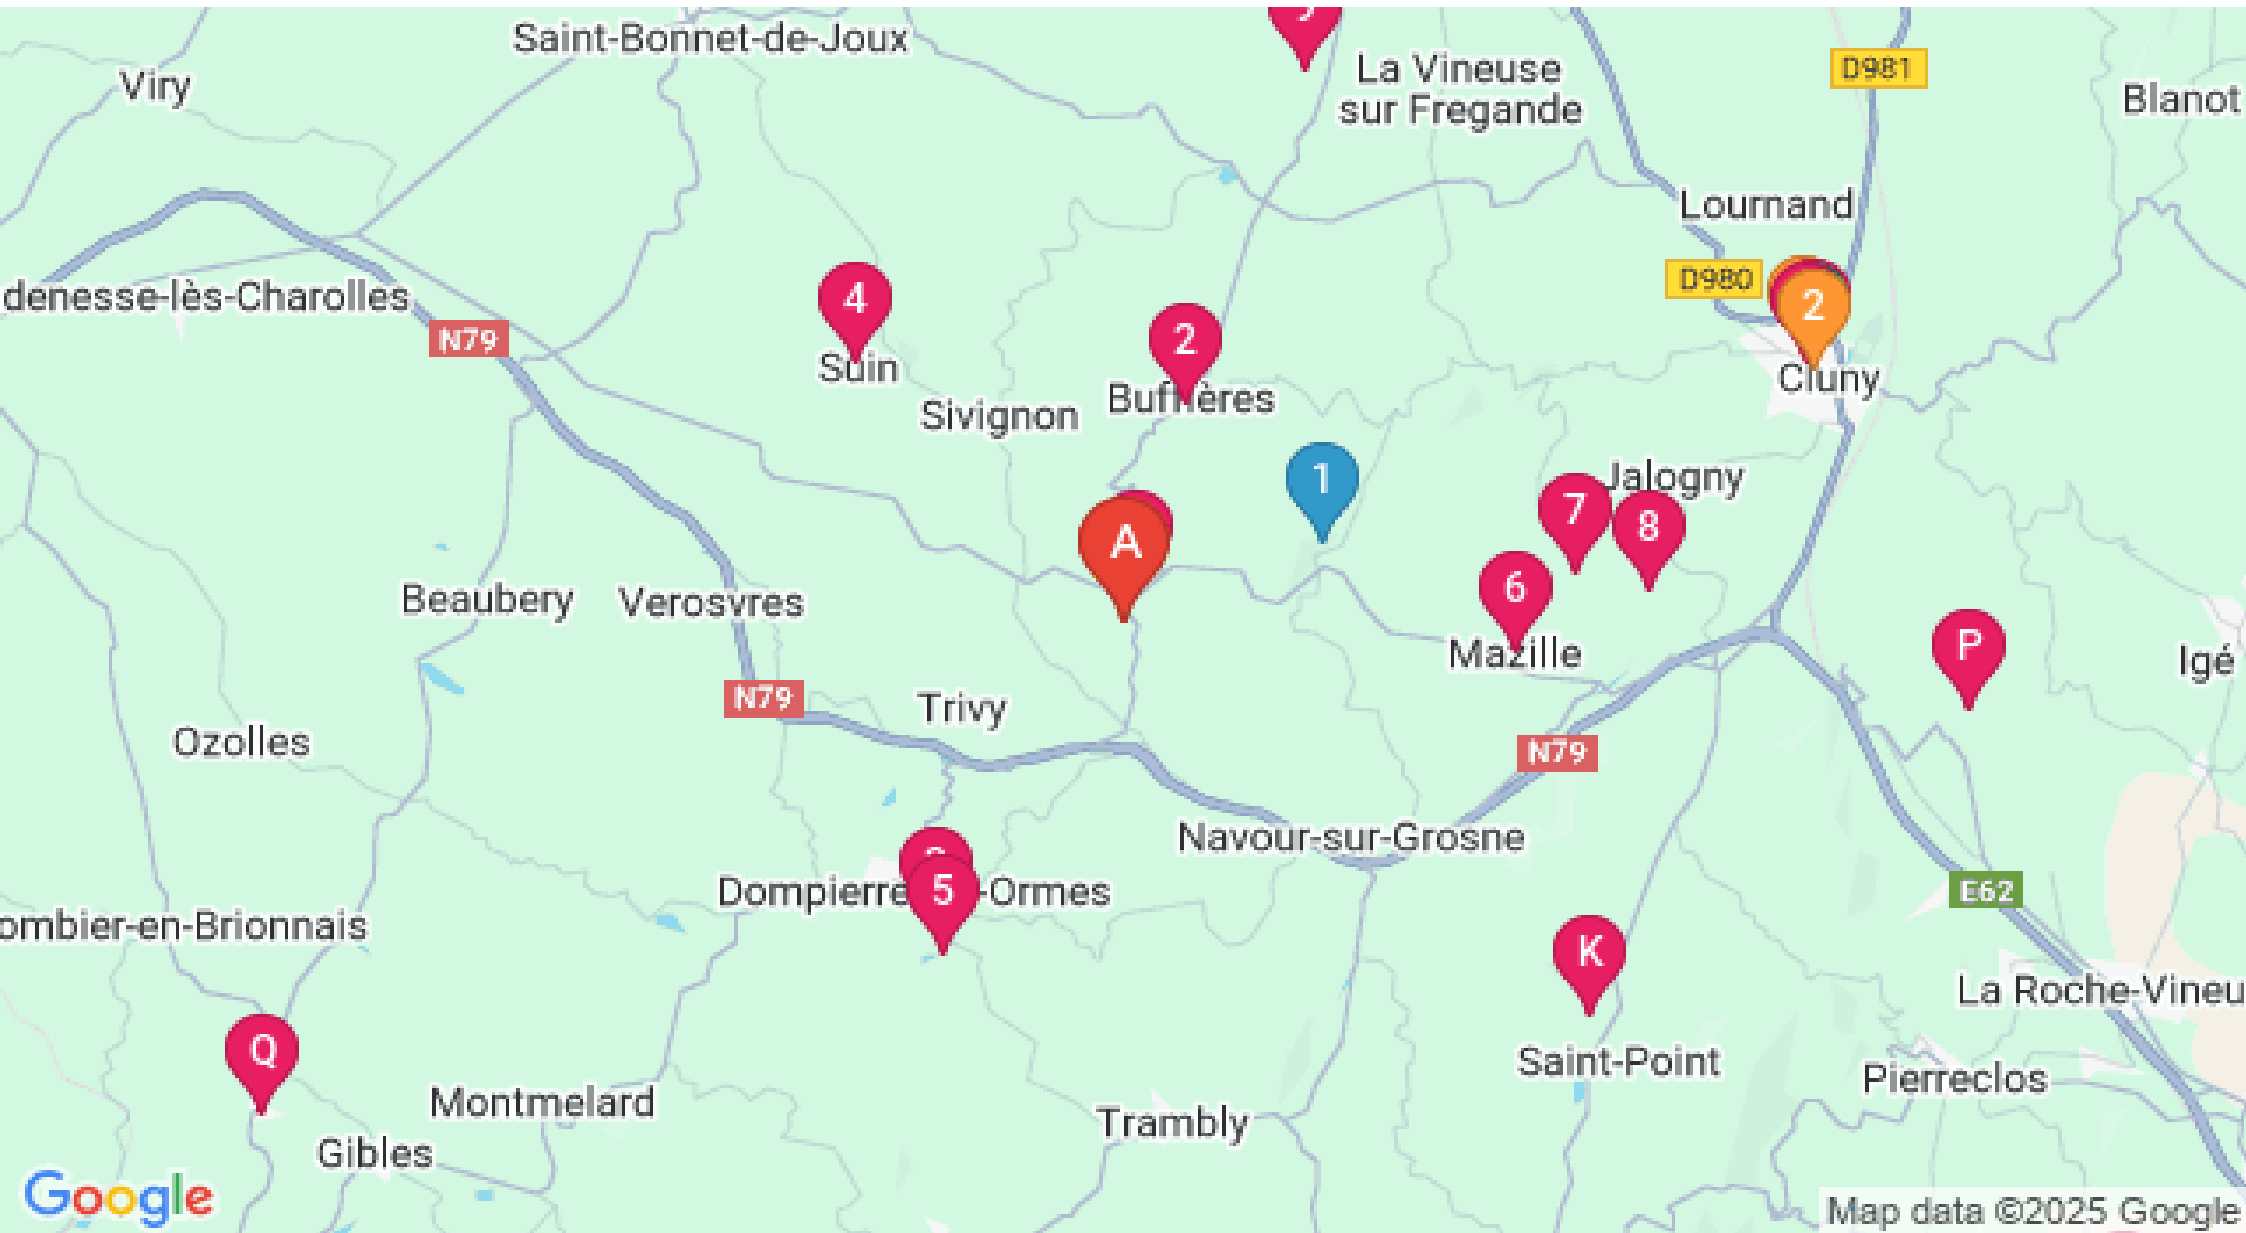 Saint-Bonnet-de-Joux
Viry
La Vineuse
sur Fregande
D981
Blanot
Lournand
D980
denesse-lès-Charolles
N79
4
Suin
2
Sivignon
2
Cluny
1
Jalogny
7
8
A
6
Beaubery
Verosvres
Mazille
P
Igé
N79
Trivy
Ozolles
N79
Navour-sur-Grosne
5
Dompierre
-Ormes
E62
ombier-en-Brionnais
K
La Roche-Vineu
Q
Saint-Point
Pierreclos
Montmelard
Trambly
Gibles
Google
Map data ©2025 Google